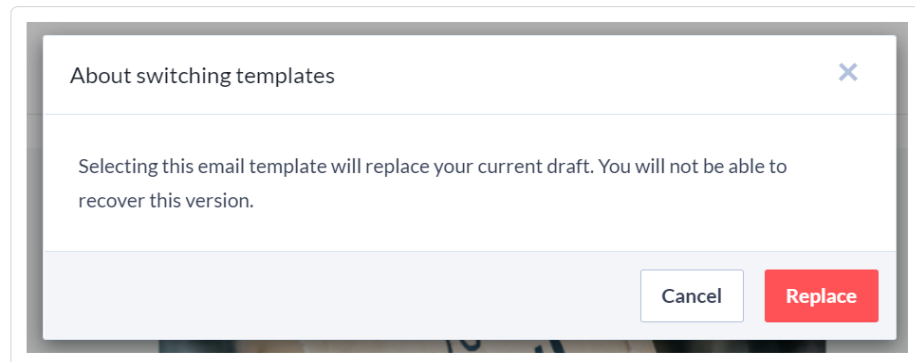 About switching templates
Selecting this email template will replace your current draft. You will not be able to
recover this version.
Cancel
Replace